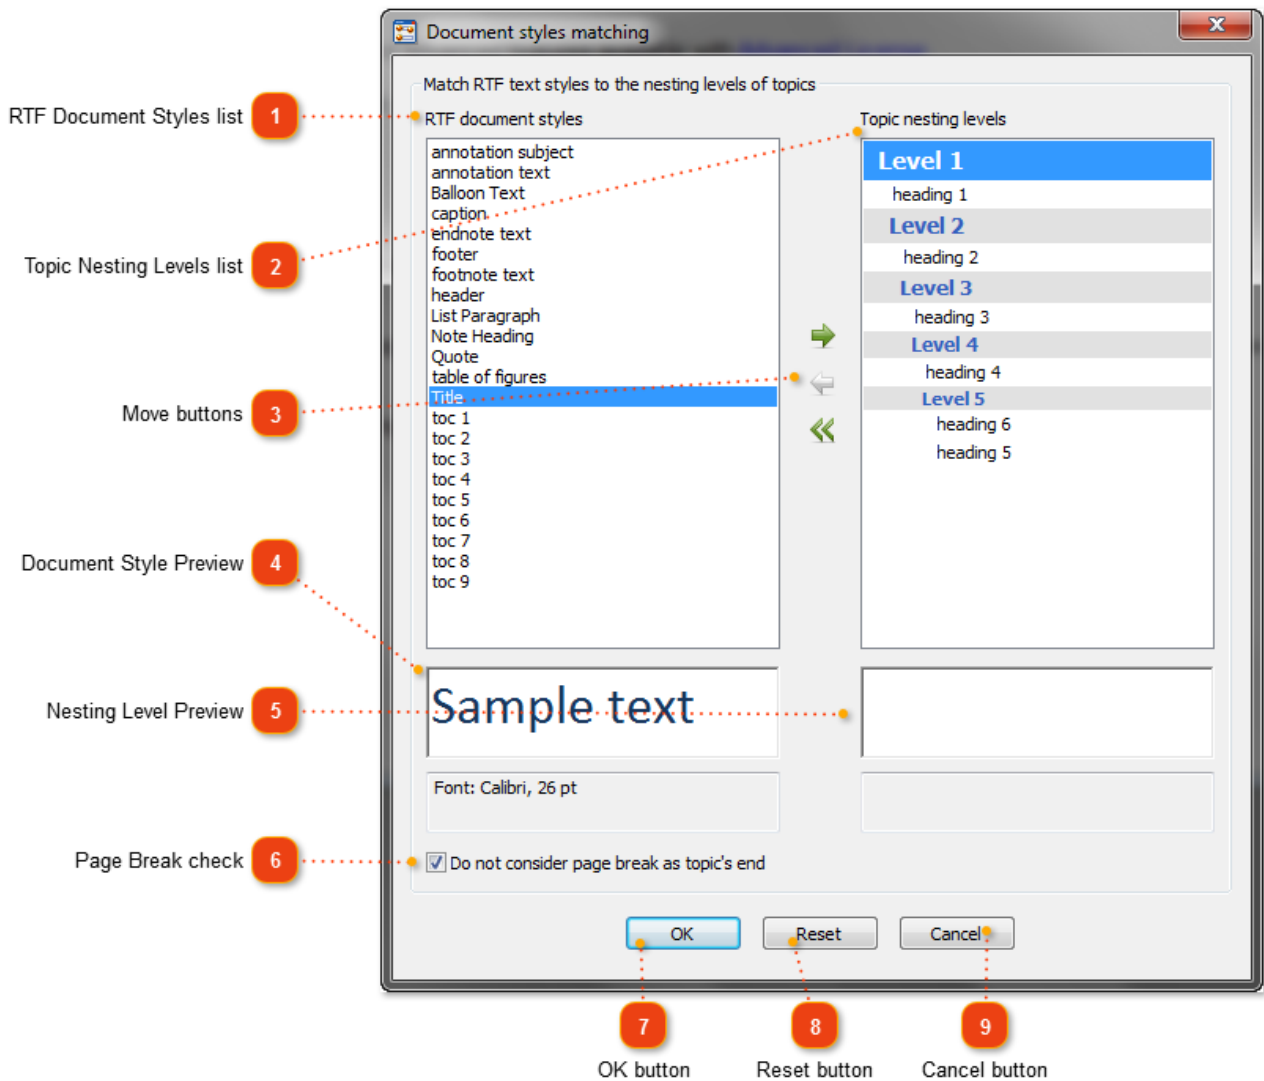 Document styles matching
Match RTF text styles to the nesting levels of topics
RTF document styles
Topic nesting levels
annotation subject
annotation text
Balloon Text
caption
endnote text
footer
footnote text
header
List Paragraph
Note Heading
Quote
table of figures
Title
toc 1
toc 2
toc 3
toc 4
toc 5
toc 6
toc 7
toc 8
toc 9
Level 1
heading 1
Level 2
heading 2
Level 3
heading 3
Level 4
heading 4
Level 5
heading 6
heading 5
Sample text
Font: Calibri, 26 pt
Do not consider page break as topic's end
OK
Reset
Cancel
RTF Document Styles list 1
Topic Nesting Levels list 2
Move buttons 3
Document Style Preview 4
Nesting Level Preview 5
Page Break check 6
7
OK button
8
Reset button
9
Cancel button